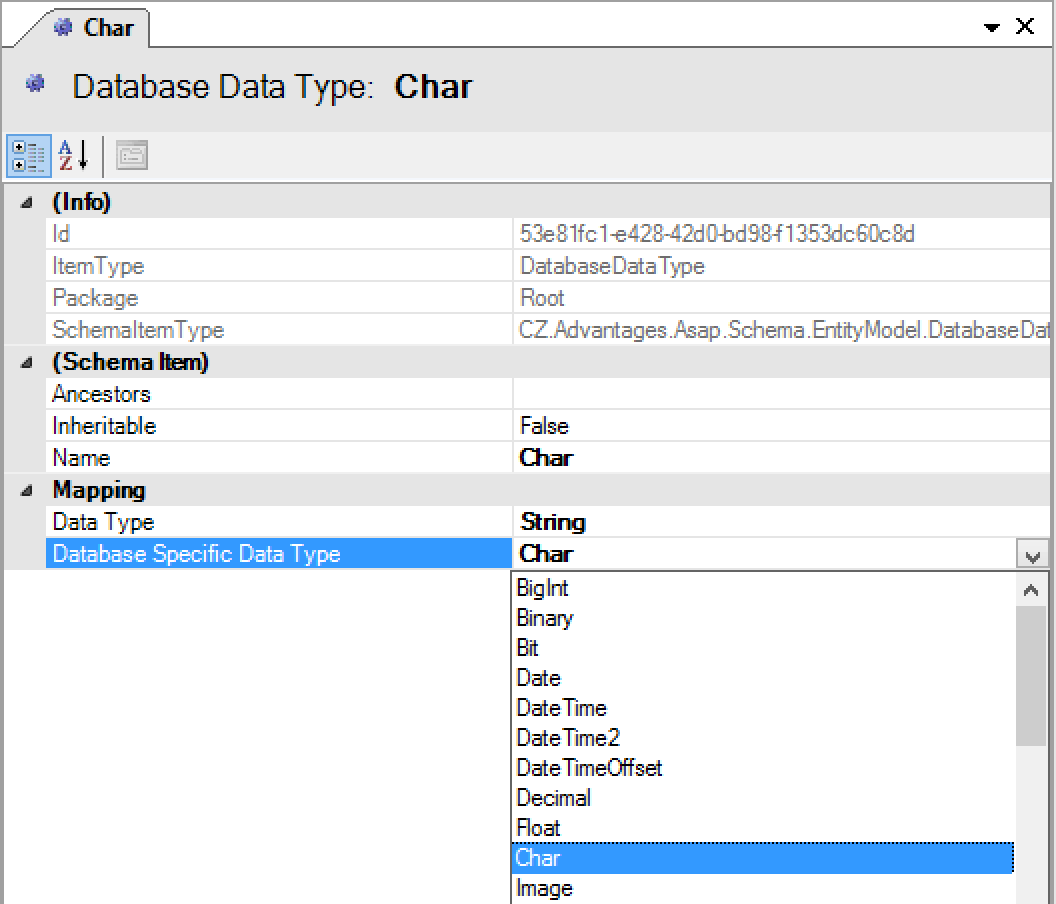 Char
Database Data Type: Char
(Info)
Id 53e81fc1-e428-42d0-bd98-f1353dc60c8d
ItemType DatabaseDataType
Package Root
SchemaItemType CZ.Advantages.Asap.Schema.EntityModel.DatabaseDat
(Schema Item)
Ancestors
Inheritable False
Name Char
Mapping
Data Type String
Database Specific Data Type Char
BigInt
Binary
Bit
Date
DateTime
DateTime2
DateTimeOffset
Decimal
Float
Char
Image